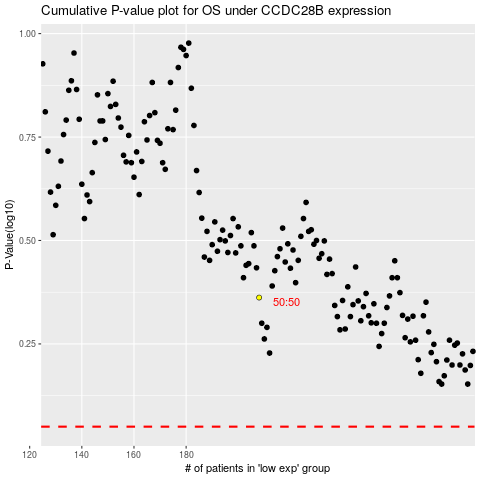 Cumulative P-value plot for OS under CCDC28B expression
P-Value(log10)
1.00
0.75
0.50
0.25
50:50
120 140 160 180
# of patients in 'low exp' group